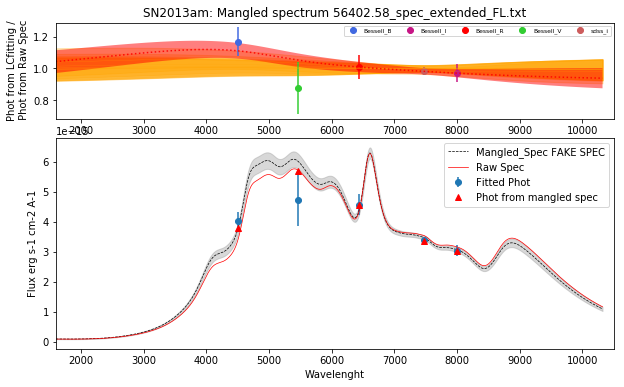 SN2013am: Mangled spectrum 56402.58_spec_extended_FL.txt
Phot from LCfitting /
Phot from Raw Spec
1.2
1.0
0.8
Bessell_B
Bessell_I
Bessell_R
Bessell_V
sdss_i
2000 3000 4000 5000 6000 7000 8000 9000 10000
Flux erg s-1 cm-2 A-1
6
5
4
3
2
1
0
Mangled_Spec FAKE SPEC
Raw Spec
Fitted Phot
Phot from mangled spec
2000 3000 4000 5000 6000 7000 8000 9000 10000
Wavelenght